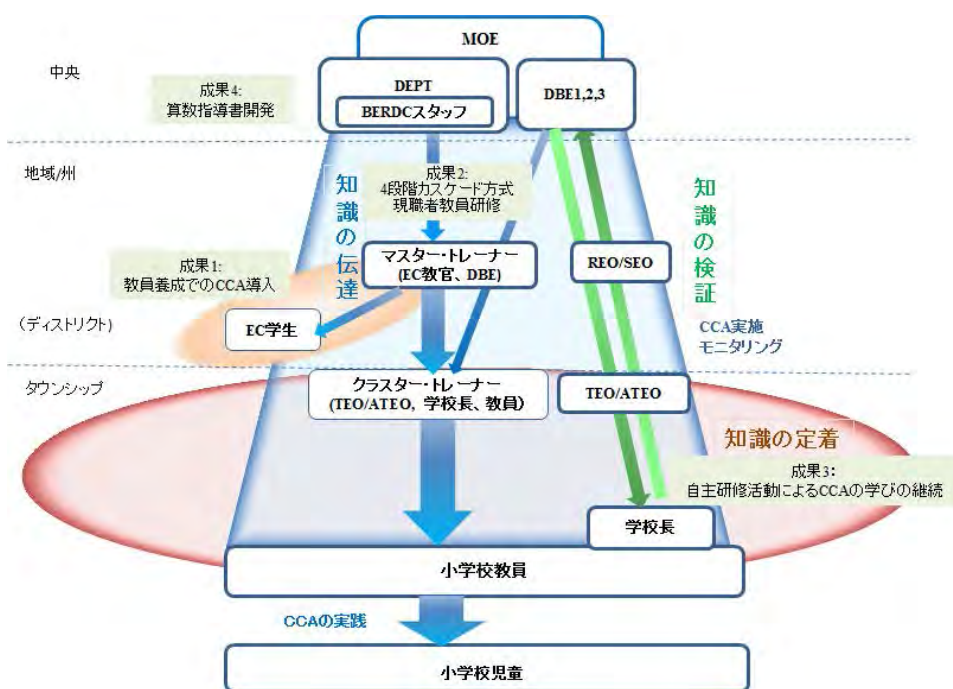 MOE
中央
DEPT
DBE1,2,3
BERDCスタッフ
成果4:
算数指導書開発
地域/州
成果2:
4段階カスケード方式
現職者教員研修
知識の伝達
知識の検証
マスター・トレーナー
(EC教官、DBE)
REO/SEO
成果1:
教員養成でのCCA導入
EC学生
(ディストリクト)
CCA実施
モニタリング
タウンシップ
クラスター・トレーナー
(TEO/ATEO, 学校長、教員)
TEO/ATEO
知識の定着
成果3:
自主研修活動によるCCAの学びの継続
学校長
小学校教員
CCAの実践
小学校児童